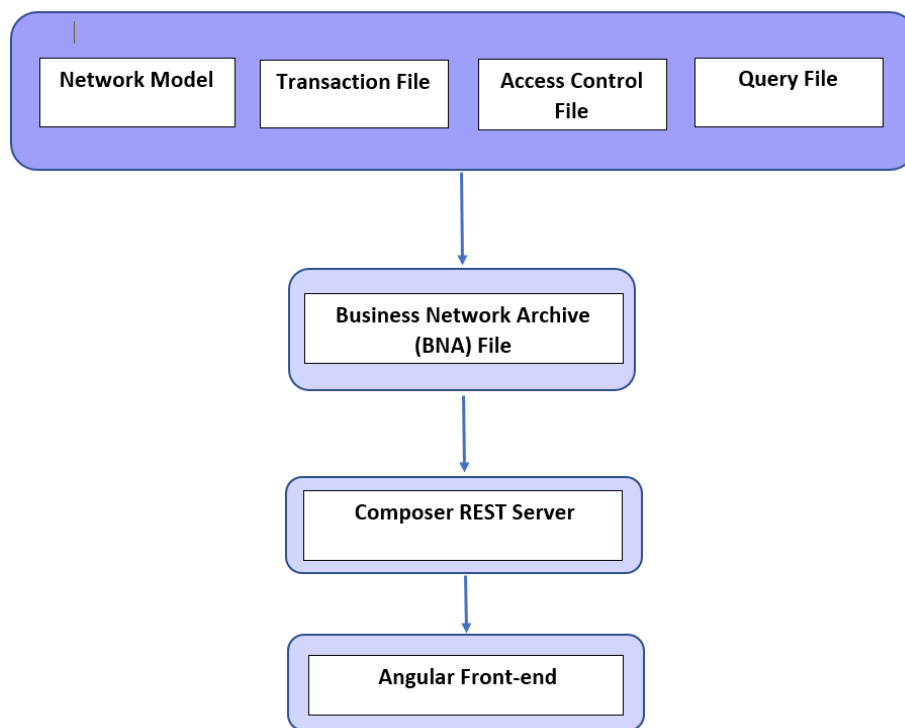 Network Model
Transaction File
Access Control
File
Query File
Business Network Archive
(BNA) File
Composer REST Server
Angular Front-end